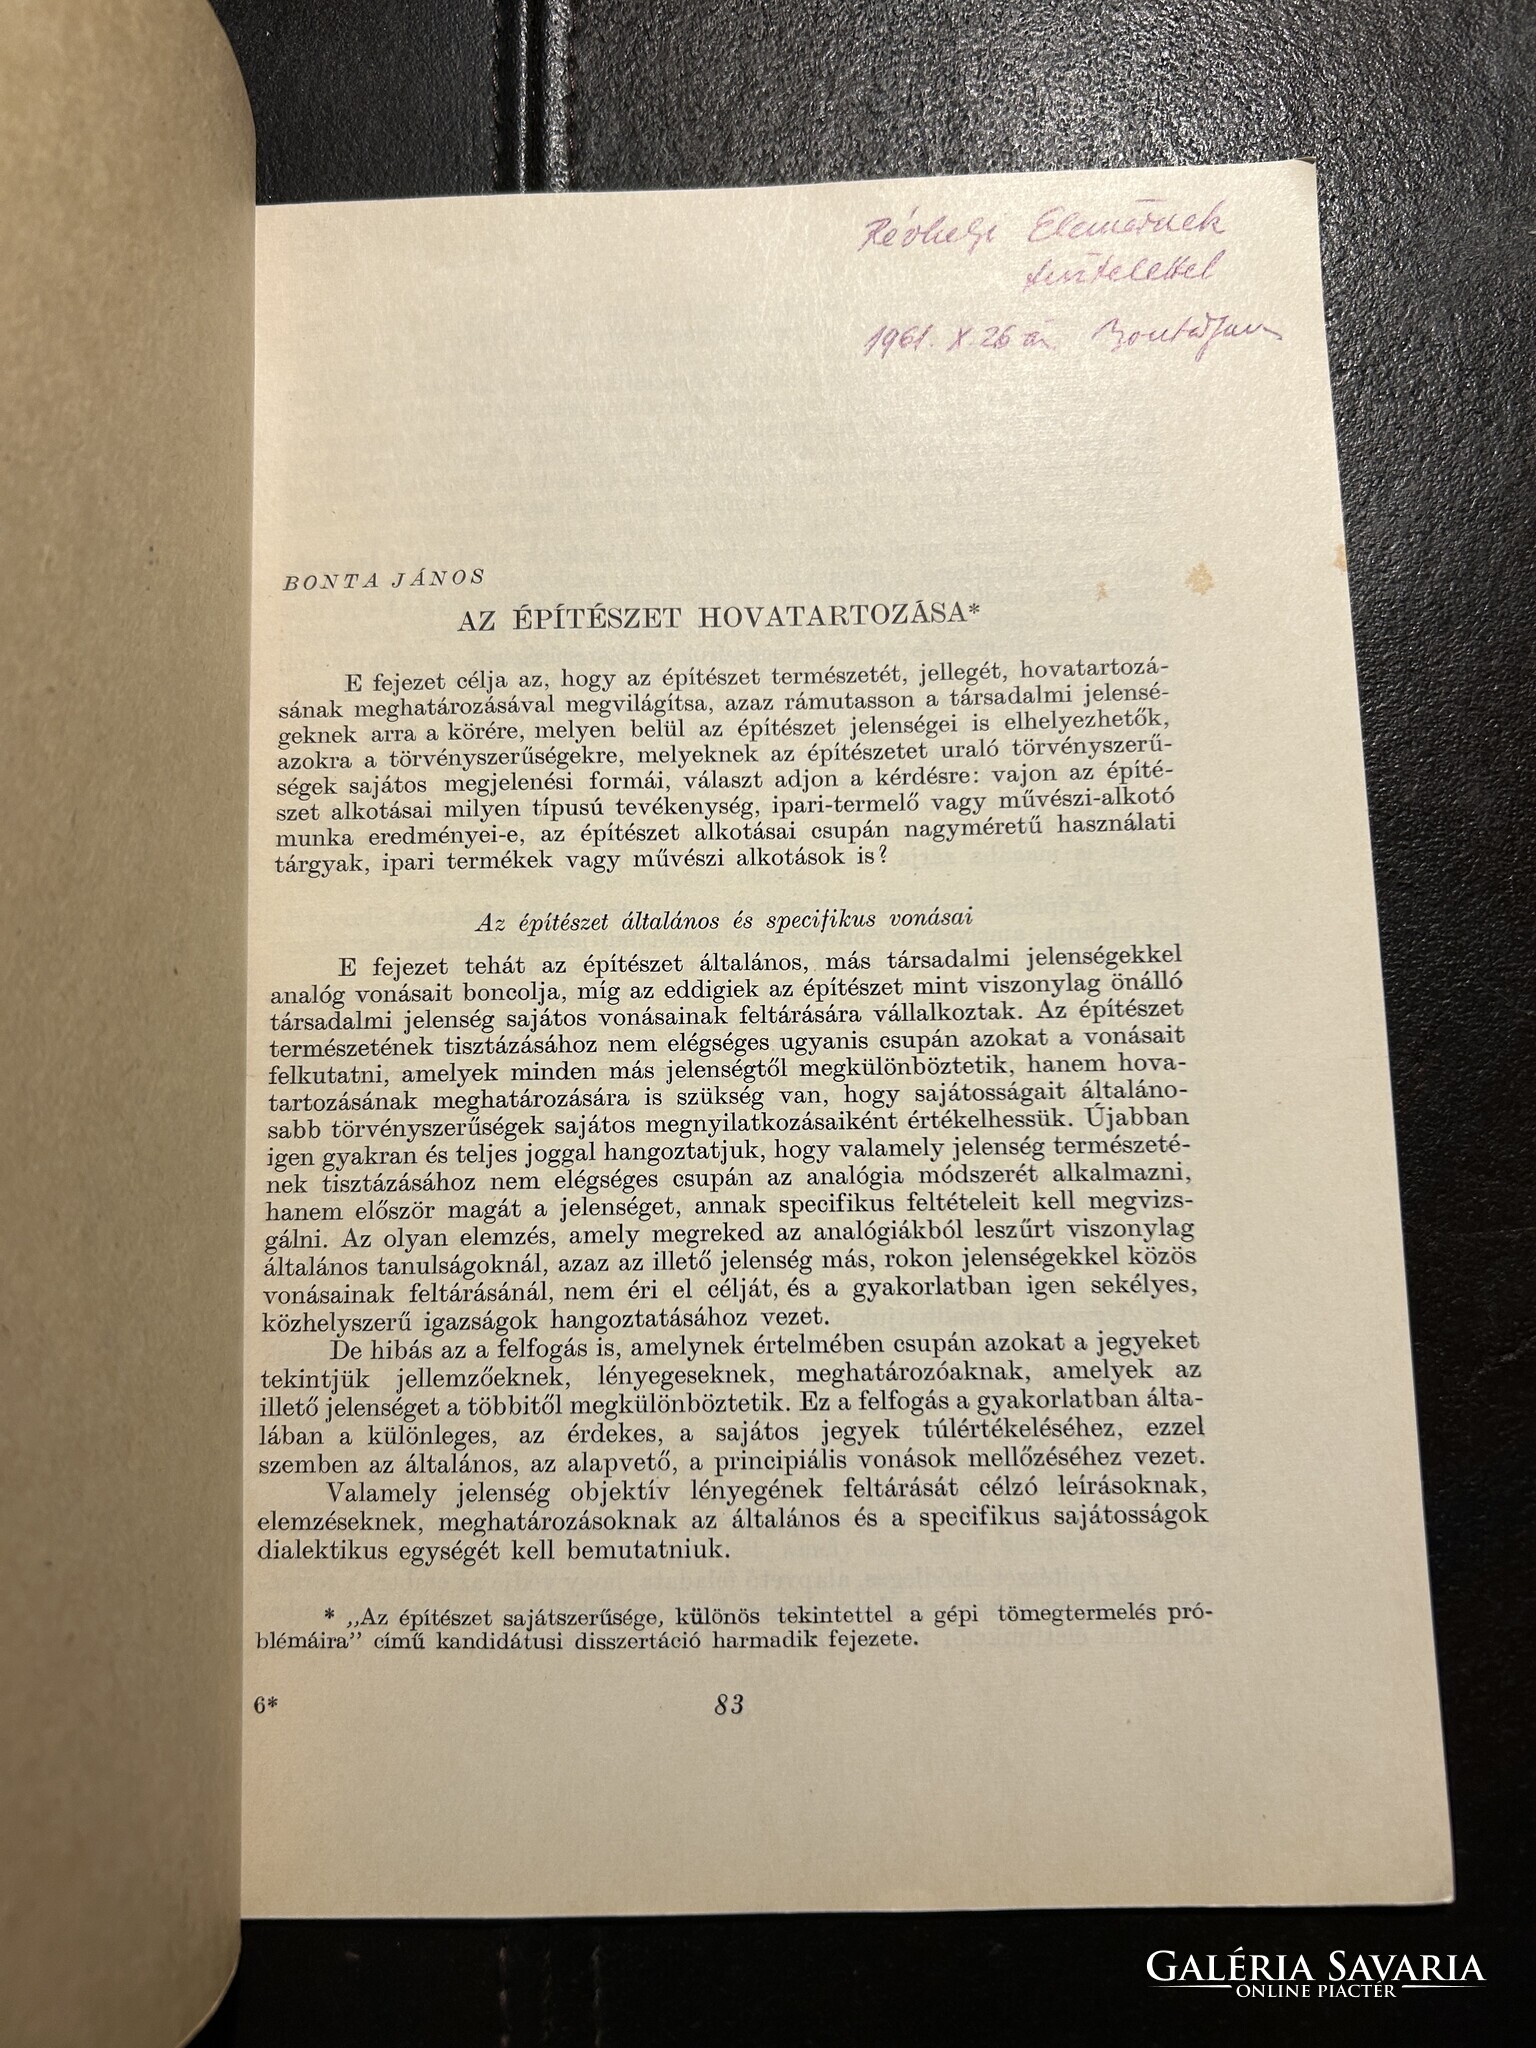 Révhelyi Elemérnek
tisztelettel
1961. X. 26-án Bonta János
BONTA JÁNOS
AZ ÉPÍTÉSZET HOVATARTOZÁSA*
E fejezet célja az, hogy az építészet természetét, jellegét, hovatartozá-
sának meghatározásával megvilágítsa, azaz rámutasson a társadalmi jelensé-
geknek arra a körére, melyen belül az építészet jelenségei is elhelyezhetők,
azokra a törvényszerűségekre, melyeknek az építészetet uraló törvényszerű-
ségek sajátos megjelenési formái, választ adjon a kérdésre: vajon az építé-
szet alkotásai milyen típusú tevékenység, ipari-termelő vagy művészi-alkotó
munka eredményei-e, az építészet alkotásai csupán nagyméretű használati
tárgyak, ipari termékek vagy művészi alkotások is?
Az építészet általános és specifikus vonásai
E fejezet tehát az építészet általános, más társadalmi jelenségekkel
analóg vonásait boncolja, míg az eddigiek az építészet mint viszonylag önálló
társadalmi jelenség sajátos vonásainak feltárására vállalkoztak. Az építészet
természetének tisztázásához nem elégséges ugyanis csupán azokat a vonásait
felkutatni, amelyek minden más jelenségtől megkülönböztetik, hanem hova-
tartozásának meghatározására is szükség van, hogy sajátosságait általáno-
sabb törvényszerűségek sajátos megnyilatkozásaiként értékelhessük. Újabban
igen gyakran és teljes joggal hangoztatjuk, hogy valamely jelenség természeté-
nek tisztázásához nem elégséges csupán az analógia módszerét alkalmazni,
hanem először magát a jelenséget, annak specifikus feltételeit kell megvizs-
gálni. Az olyan elemzés, amely megreked az analógiákból leszűrt viszonylag
általános tanulságoknál, azaz az illető jelenség más, rokon jelenségekkel közös
vonásainak feltárásánál, nem éri el célját, és a gyakorlatban igen sekélyes,
közhelyszerű igazságok hangoztatásához vezet.
De hibás az a felfogás is, amelynek értelmében csupán azokat a jegyeket
tekintjük jellemzőeknek, lényegeseknek, meghatározóaknak, amelyek az
illető jelenséget a többitől megkülönböztetik. Ez a felfogás a gyakorlatban álta-
lában a különleges, az érdekes, a sajátos jegyek túlértékeléséhez, ezzel
szemben az általános, az alapvető, a principiális vonások mellőzéséhez vezet.
Valamely jelenség objektív lényegének feltárását célzó leírásoknak,
elemzéseknek, meghatározásoknak az általános és a specifikus sajátosságok
dialektikus egységét kell bemutatniuk.
* „Az építészet sajátszerűsége, különös tekintettel a gépi tömegtermelés pro-
blémáira” című kandidátusi disszertáció harmadik fejezete.
6*
83
GALÉRIA SAVARIA
ONLINE PIACTÉR